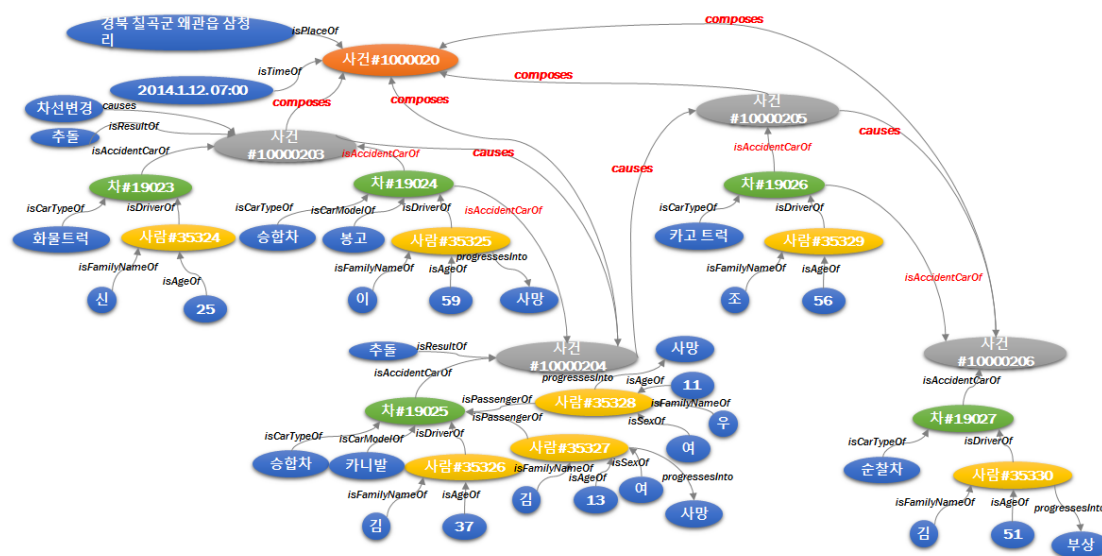 경북 칠곡군 왜관읍 삼청
리
isPlaceOf
composes
사건#1000020
isTimeOf
2014.1.12. 07:00
composes
composes
composes
차선변경
causes
추돌
isResultOf
사건
#10000203
isAccidentCarOf
isAccidentCarOf
causes
사건
#10000205
causes
causes
isAccidentCarOf
차#19023
차#19024
차#19026
isCarTypeOf
isDriverOf
isCarTypeOf
isCarModelOf
isDriverOf
isAccidentCarOf
isCarTypeOf
isDriverOf
화물트럭
사람#35324
승합차
봉고
사람#35325
카고 트럭
사람#35329
isFamilyNameOf
isAgeOf
isFamilyNameOf
isAgeOf
progressesInto
isFamilyNameOf
isAgeOf
isAccidentCarOf
신
25
이
59
사망
조
56
추돌
isResultOf
사건
#10000204
사망
사건
#10000206
isAccidentCarOf
progressesInto
isAgeOf
11
isAccidentCarOf
isPassengerOf
사람#35328
isFamilyNameOf
우
차#19025
isPassengerOf
isSexOf
여
차#19027
isCarTypeOf
isCarModelOf
isDriverOf
사람#35327
isCarTypeOf
isDriverOf
승합차
카니발
사람#35326
isFamilyNameOf
isAgeOf
isSexOf
progressesInto
순찰차
사람#35330
isFamilyNameOf
isAgeOf
김
13
여
사망
isFamilyNameOf
isAgeOf
progressesInto
김
37
김
51
부상